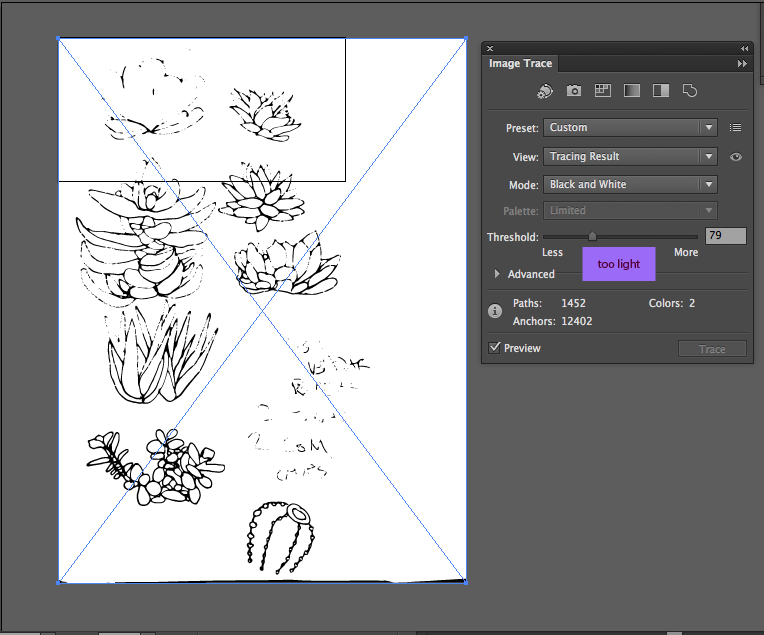 Image Trace
Preset: Custom
View: Tracing Result
Mode: Black and White
Palette: Limited
Threshold: 79
Less More
too light
Advanced
Paths: 1452 Colors: 2
Anchors: 12402
Preview Trace